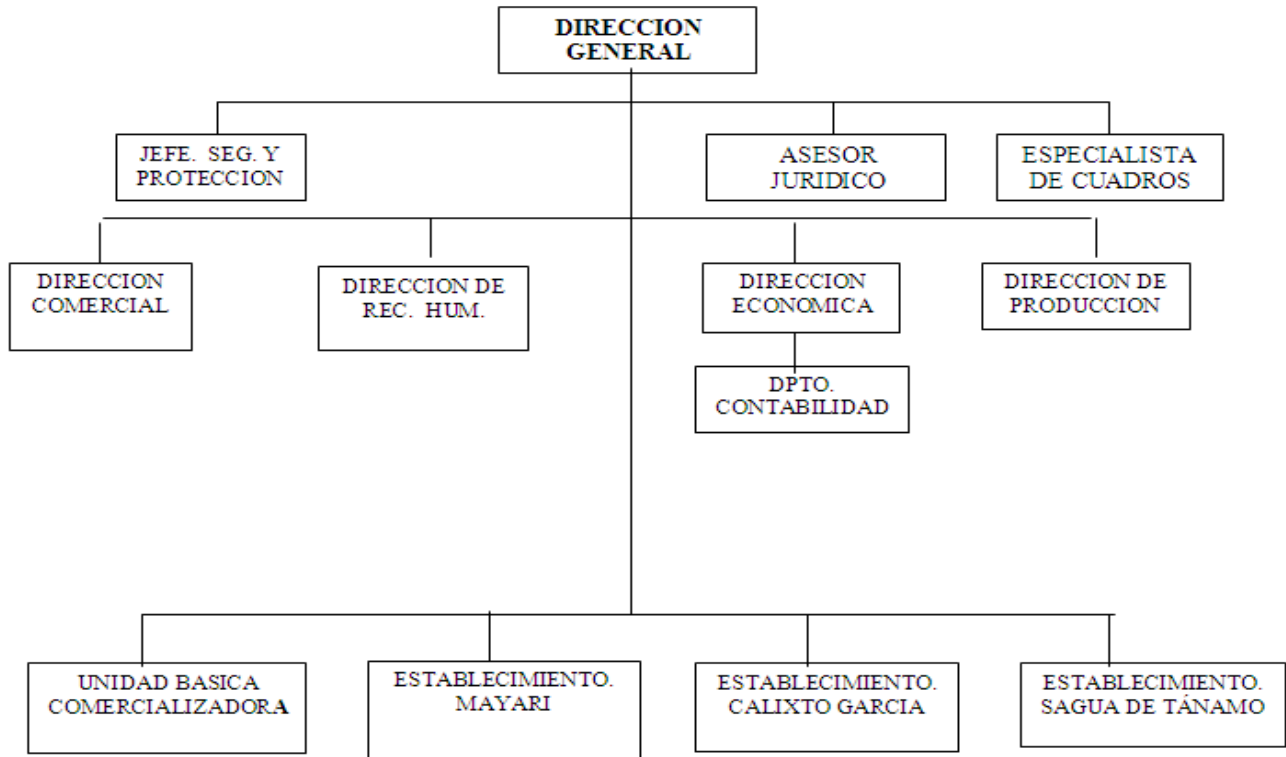 DIRECCION
GENERAL
JEFE. SEG. Y
PROTECCION
ASESOR
JURIDICO
ESPECIALISTA
DE CUADROS
DIRECCION
COMERCIAL
DIRECCION DE
REC. HUM.
DIRECCION
ECONOMICA
DIRECCION DE
PRODUCCION
DPTO.
CONTABILIDAD
UNIDAD BASICA
COMERCIALIZADORA
ESTABLECIMIENTO.
MAYARI
ESTABLECIMIENTO.
CALIXTO GARCIA
ESTABLECIMIENTO.
SAGUA DE TÁNAMO